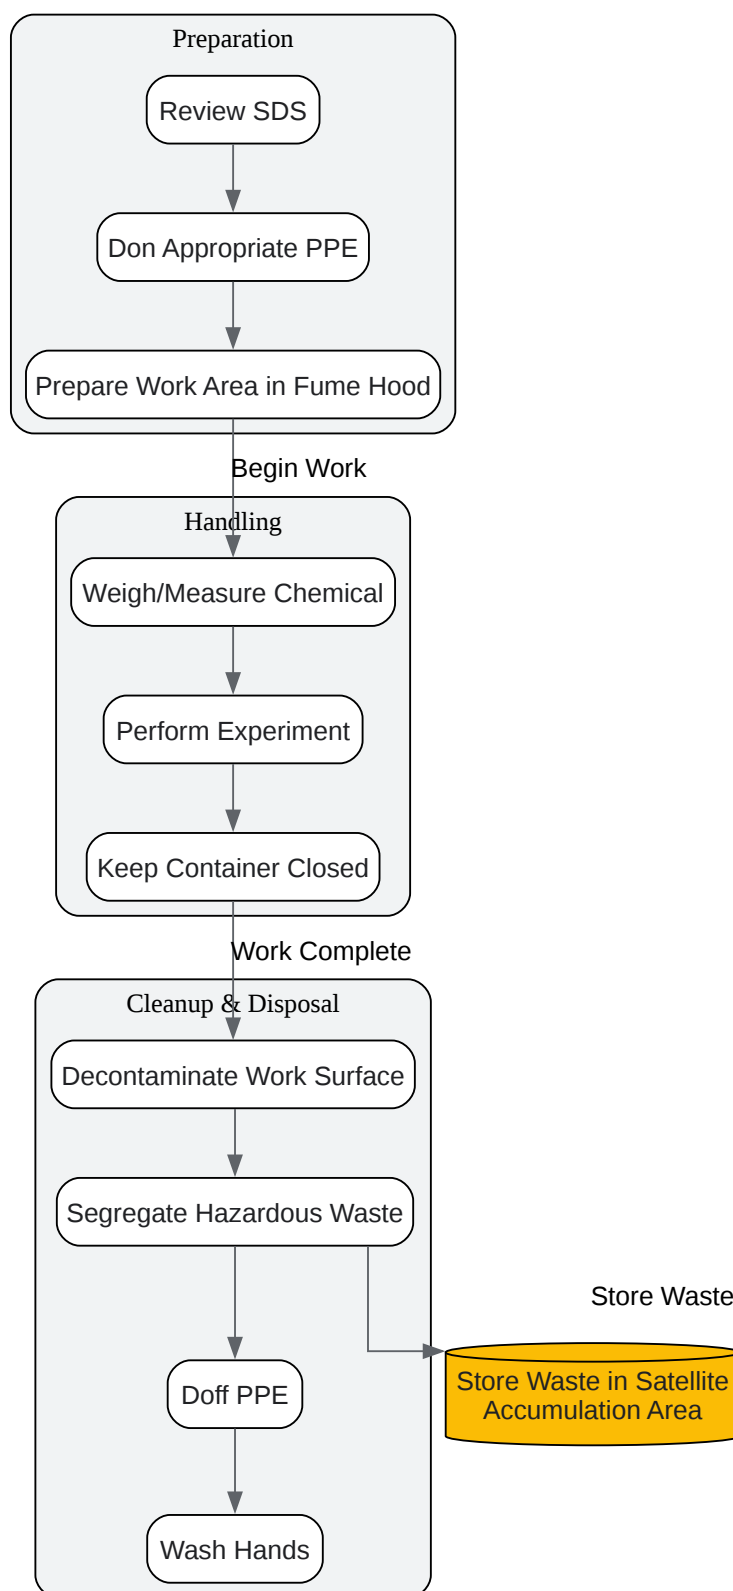 Preparation
Review SDS
Don Appropriate PPE
Prepare Work Area in Fume Hood
Begin Work
Handling
Weigh/Measure Chemical
Perform Experiment
Keep Container Closed
Work Complete
Cleanup & Disposal
Decontaminate Work Surface
Segregate Hazardous Waste
Store Waste
Store Waste in Satellite
Accumulation Area
Doff PPE
Wash Hands